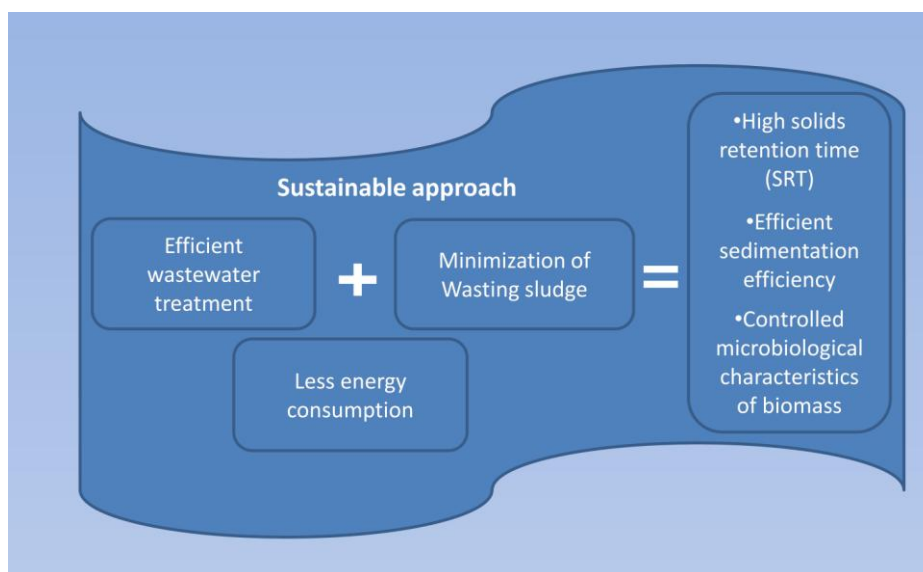 Sustainable approach
Efficient
wastewater
treatment
+
Minimization of
Wasting sludge
=
Less energy
consumption
•High solids
retention time
(SRT)
•Efficient
sedimentation
efficiency
•Controlled
microbiological
characteristics
of biomass